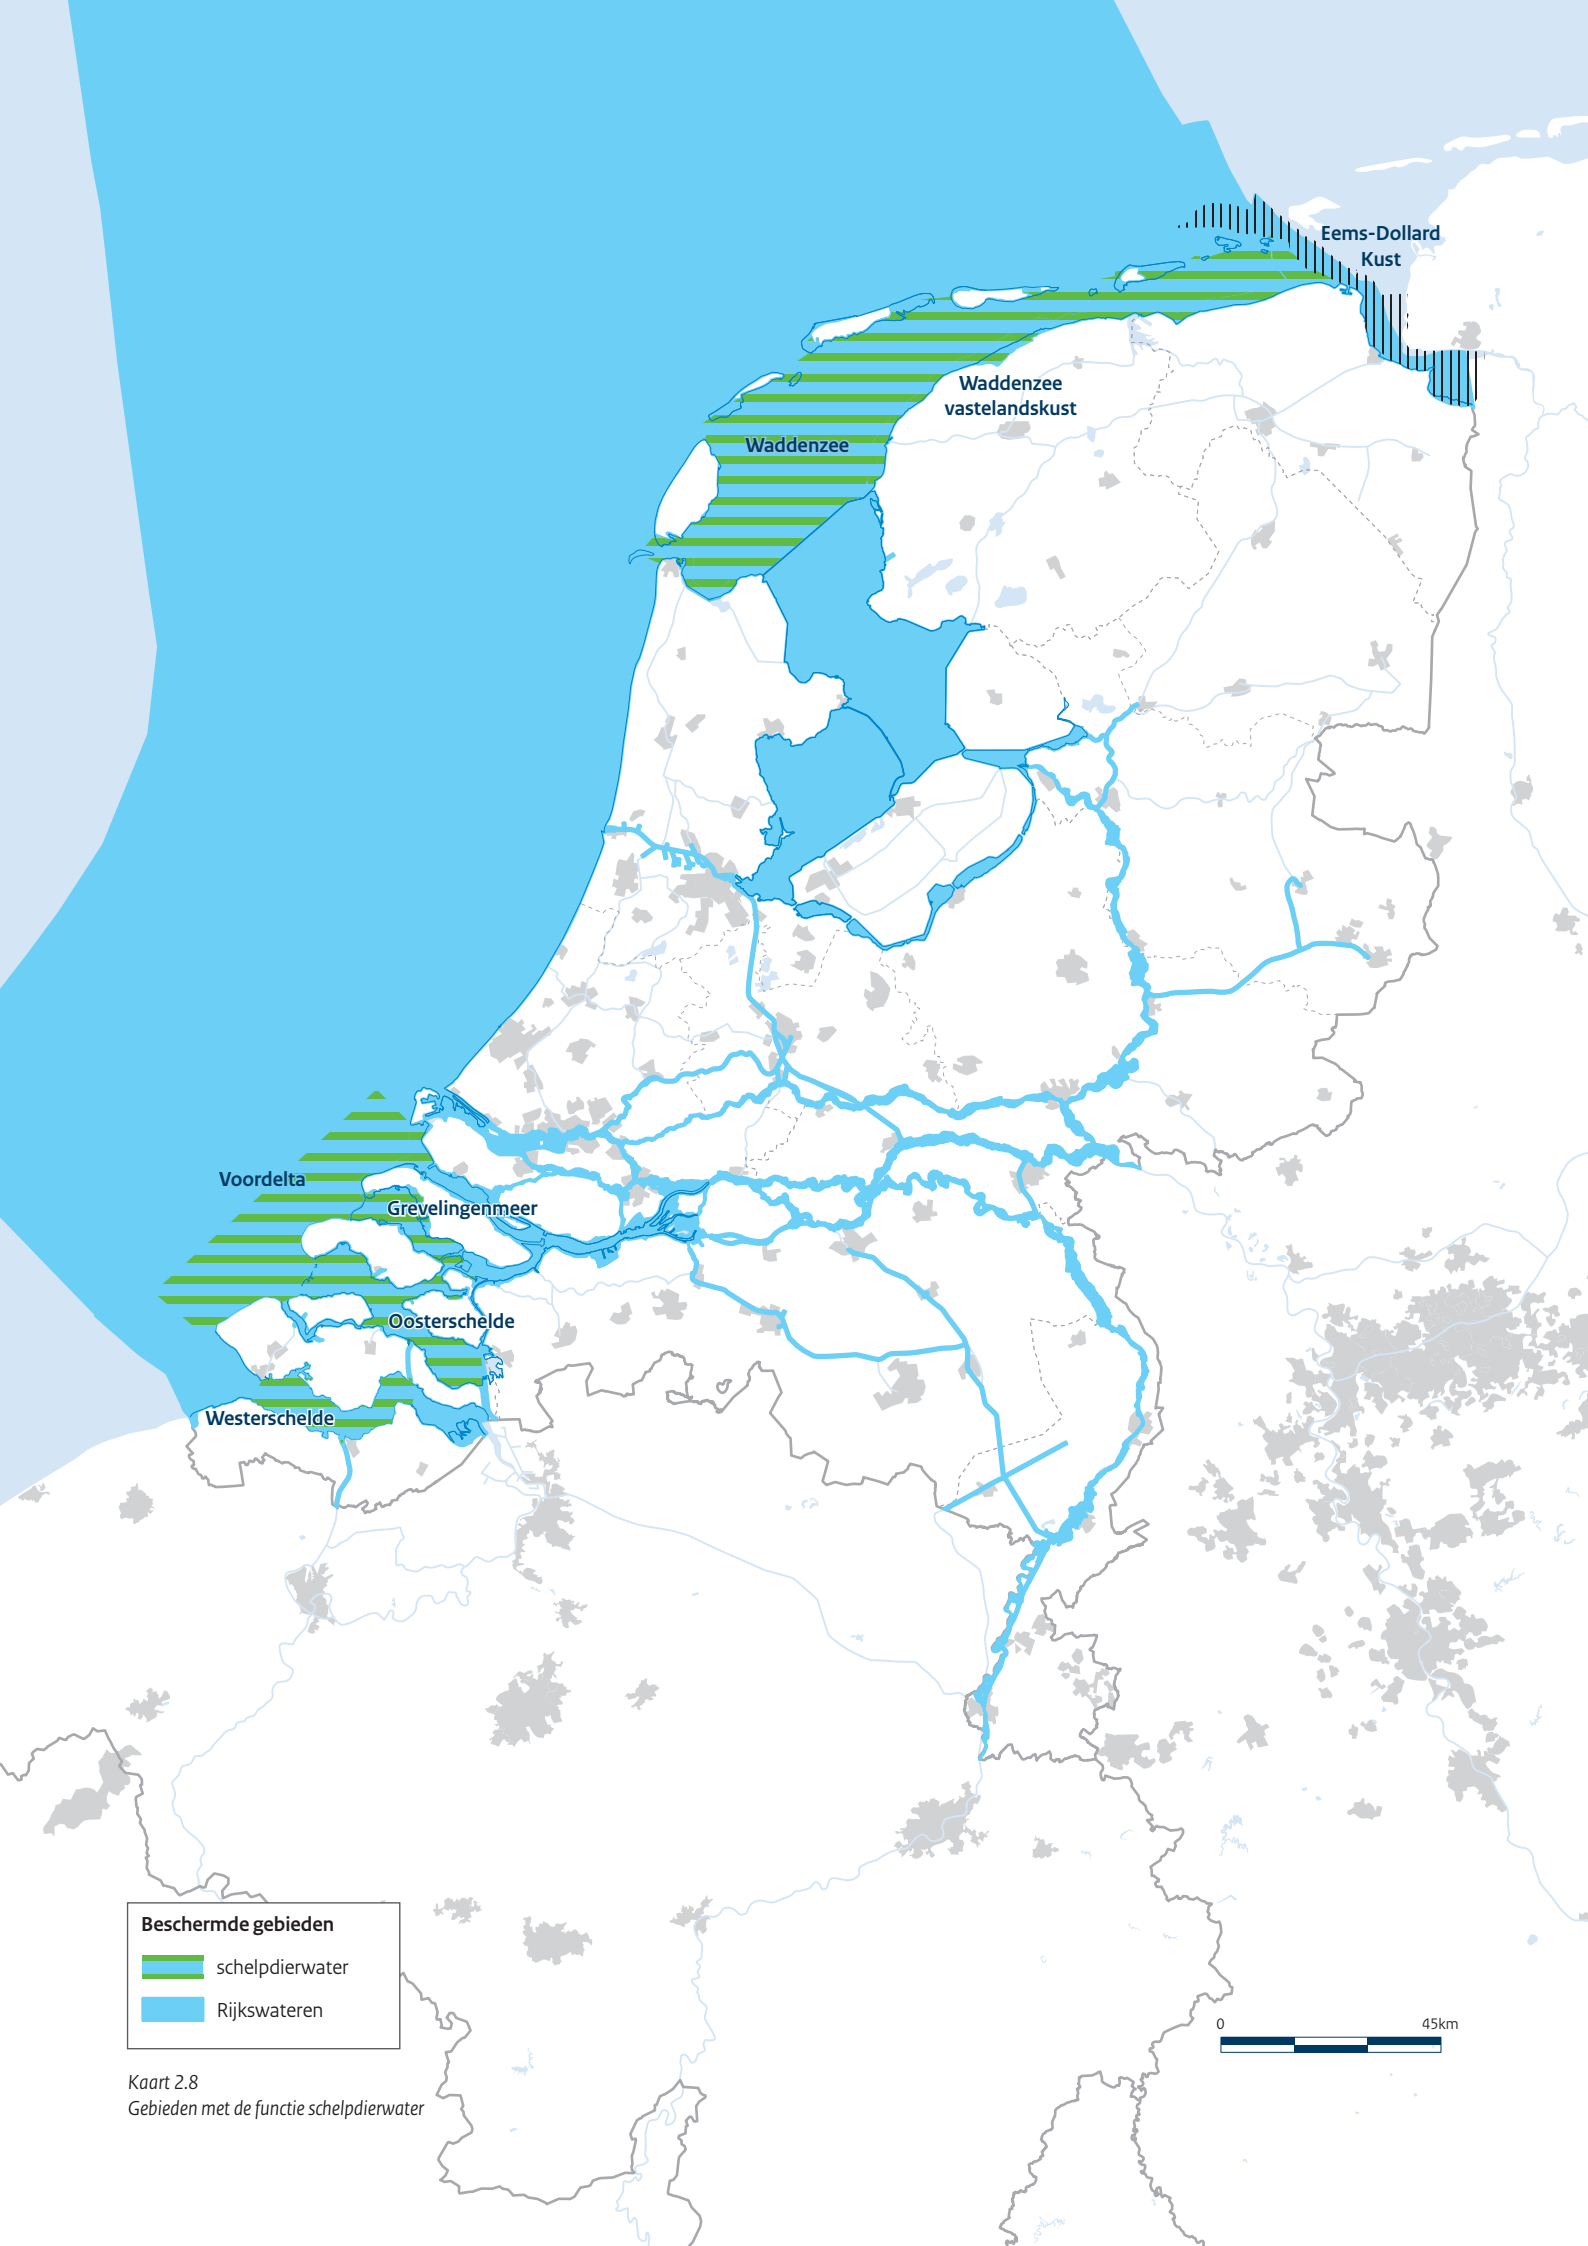 Eems-Dollard
Kust
Waddenzee
vastelandskust
Waddenzee
Voordelta
Grevelingenmeer
Oosterschelde
Westerschelde
Beschermde gebieden
schelpdierwater
Rijkswateren
0 45km
Kaart 2.8
Gebieden met de functie schelpdierwater